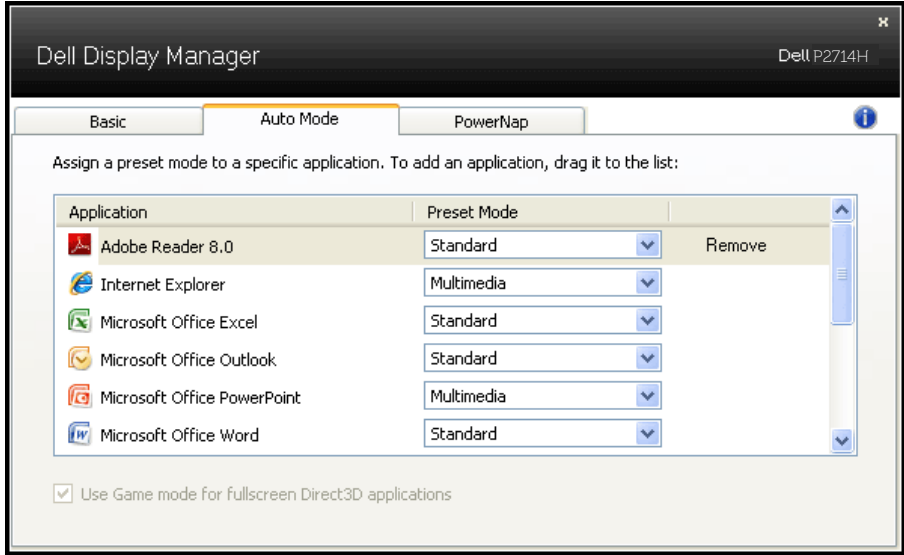 x
Dell Display Manager
Dell P2714H
Basic Auto Mode PowerNap
Assign a preset mode to a specific application. To add an application, drag it to the list:
Application Preset Mode
Adobe Reader 8.0 Standard Remove
Internet Explorer Multimedia
Microsoft Office Excel Standard
Microsoft Office Outlook Standard
Microsoft Office PowerPoint Multimedia
Microsoft Office Word Standard
Use Game mode for fullscreen Direct3D applications